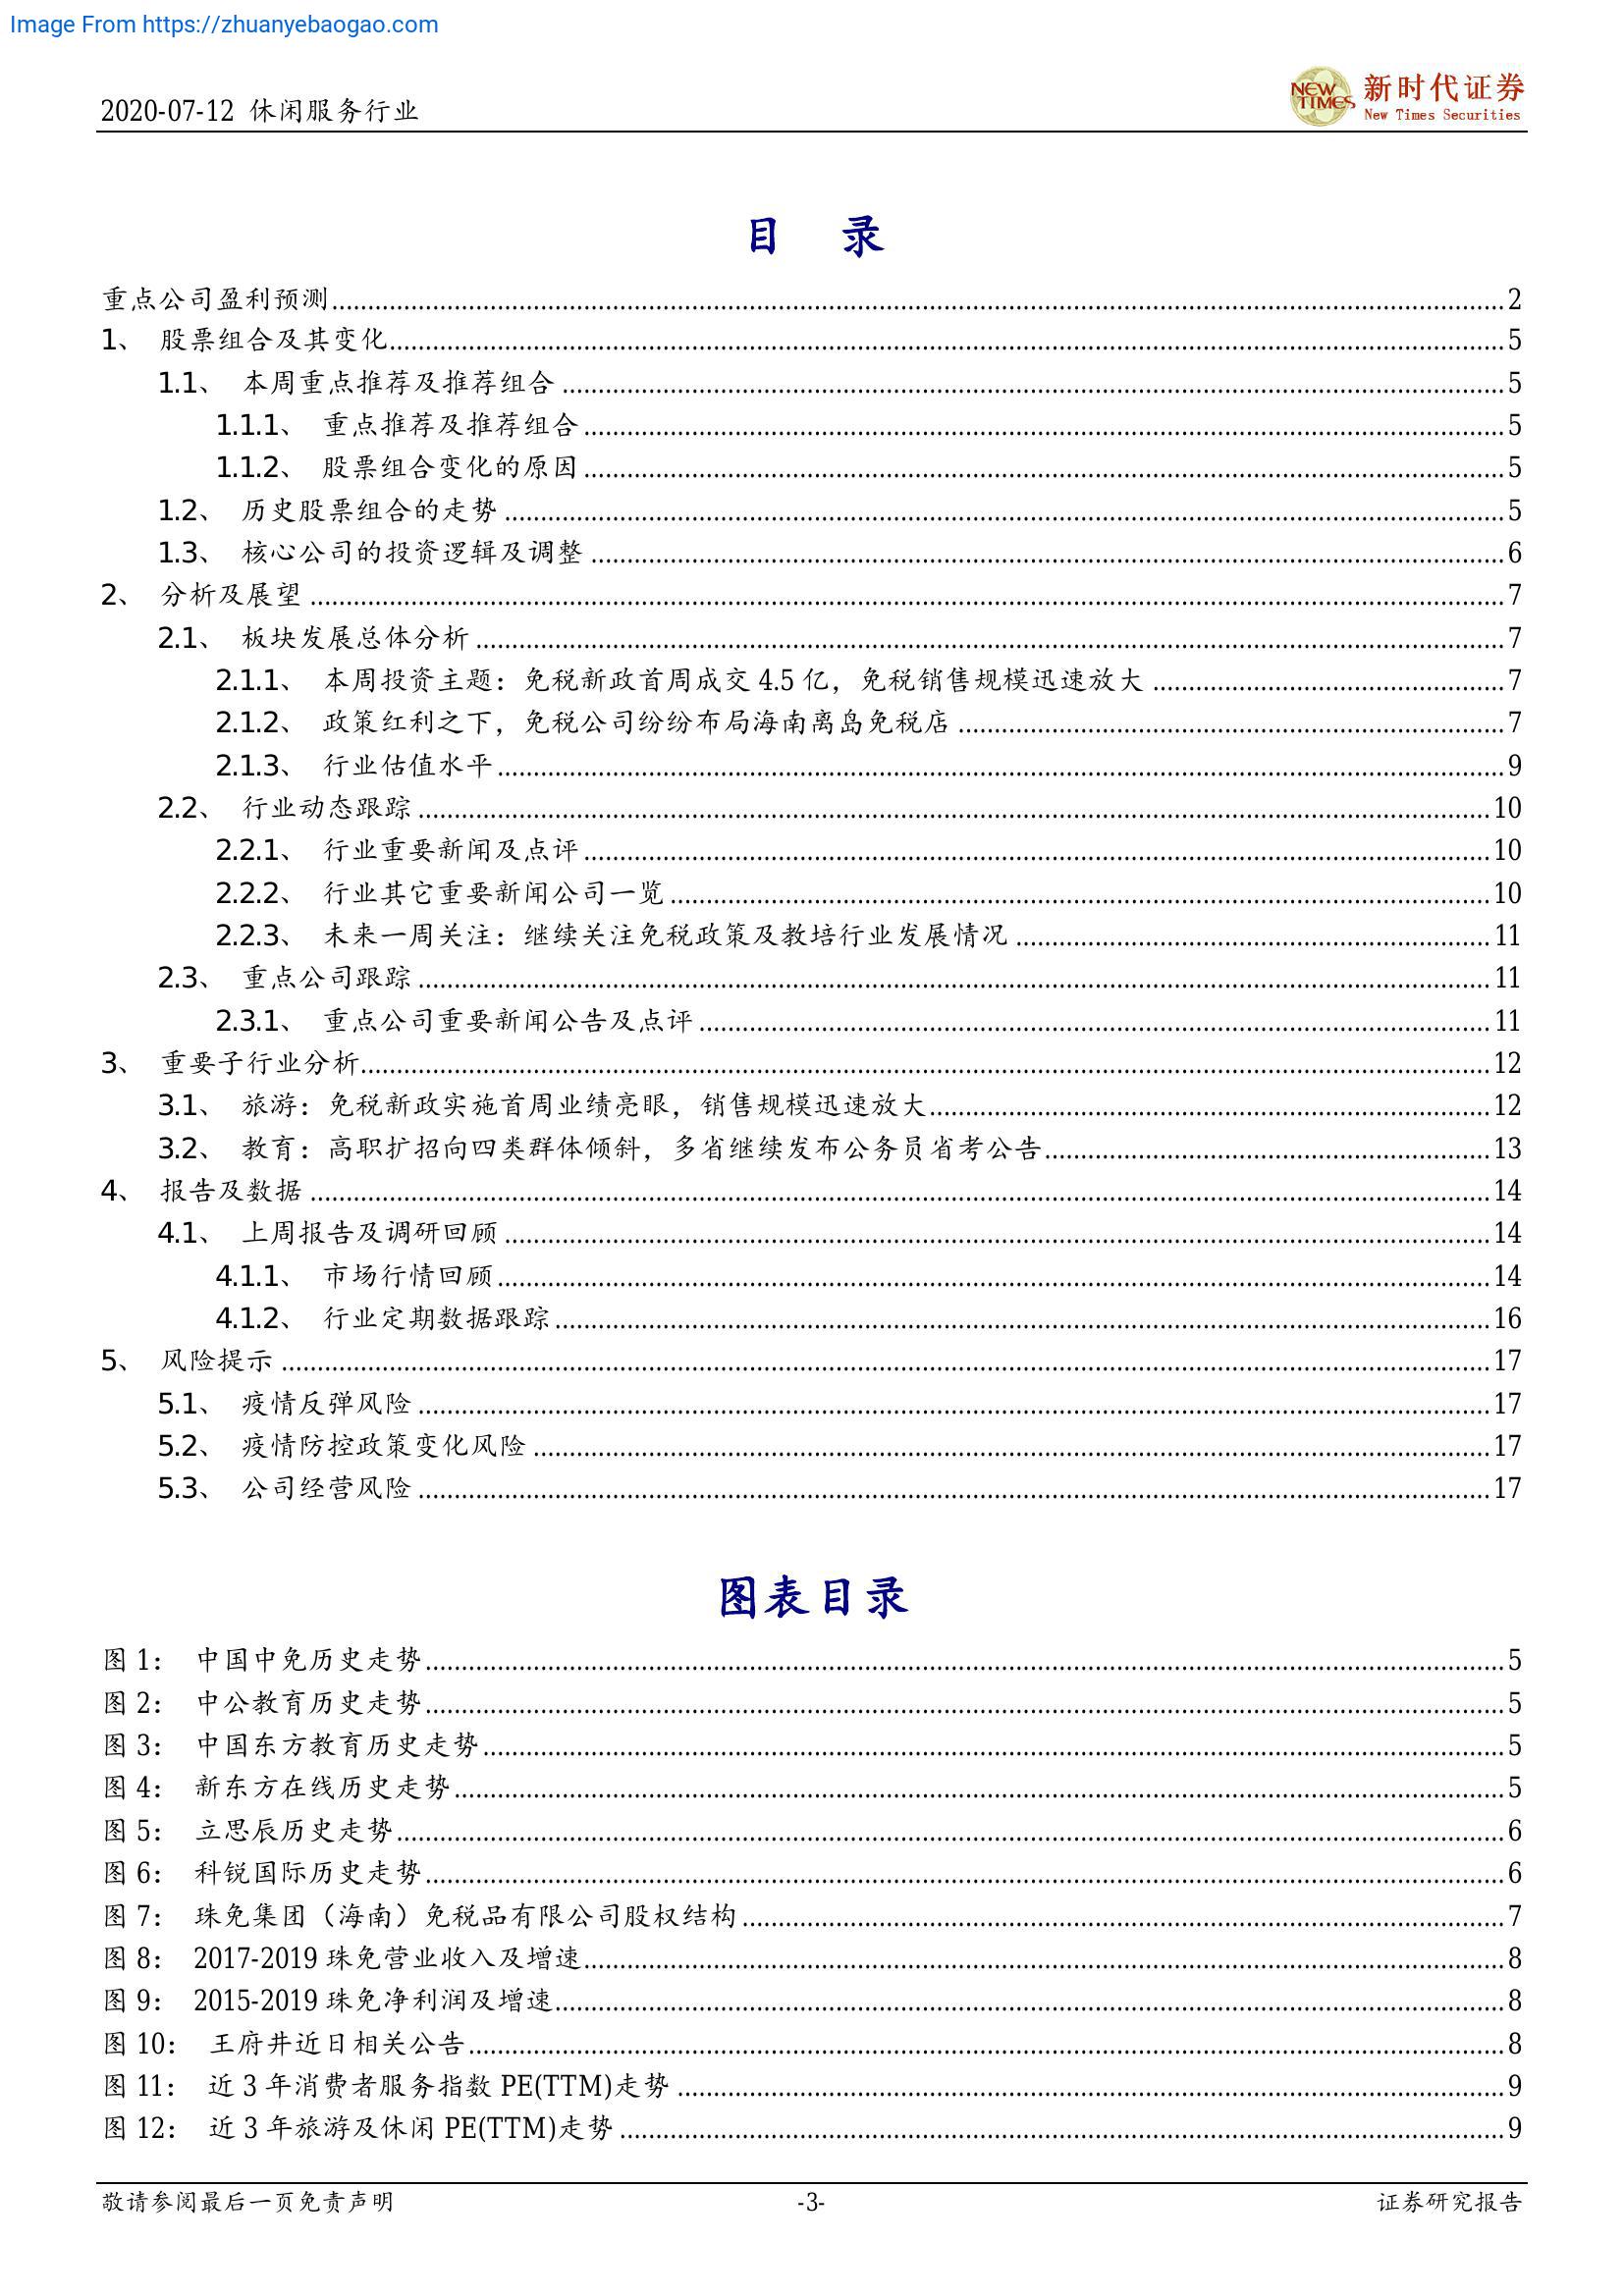 Image From https://zhuanyebaogao.com
2020-07-12 休闲服务行业
NEW TIMES 新时代证券
New Times Securities
目 录
重点公司盈利预测 2
1、 股票组合及其变化 5
1.1、 本周重点推荐及推荐组合 5
1.1.1、 重点推荐及推荐组合 5
1.1.2、 股票组合变化的原因 5
1.2、 历史股票组合的走势 5
1.3、 核心公司的投资逻辑及调整 6
2、 分析及展望 7
2.1、 板块发展总体分析 7
2.1.1、 本周投资主题：免税新政首周成交 4.5 亿，免税销售规模迅速放大 7
2.1.2、 政策红利之下，免税公司纷纷布局海南离岛免税店 7
2.1.3、 行业估值水平 9
2.2、 行业动态跟踪 10
2.2.1、 行业重要新闻及点评 10
2.2.2、 行业其它重要新闻公司一览 10
2.2.3、 未来一周关注：继续关注免税政策及教培行业发展情况 11
2.3、 重点公司跟踪 11
2.3.1、 重点公司重要新闻公告及点评 11
3、 重要子行业分析 12
3.1、 旅游：免税新政实施首周业绩亮眼，销售规模迅速放大 12
3.2、 教育：高职扩招向四类群体倾斜，多省继续发布公务员省考公告 13
4、 报告及数据 14
4.1、 上周报告及调研回顾 14
4.1.1、 市场行情回顾 14
4.1.2、 行业定期数据跟踪 16
5、 风险提示 17
5.1、 疫情反弹风险 17
5.2、 疫情防控政策变化风险 17
5.3、 公司经营风险 17
图表目录
图 1： 中国中免历史走势 5
图 2： 中公教育历史走势 5
图 3： 中国东方教育历史走势 5
图 4： 新东方在线历史走势 5
图 5： 立思辰历史走势 6
图 6： 科锐国际历史走势 6
图 7： 珠免集团（海南）免税品有限公司股权结构 7
图 8： 2017-2019 珠免营业收入及增速 8
图 9： 2015-2019 珠免净利润及增速 8
图 10： 王府井近日相关公告 8
图 11： 近 3 年消费者服务指数 PE(TTM)走势 9
图 12： 近 3 年旅游及休闲 PE(TTM)走势 9
敬请参阅最后一页免责声明 -3- 证券研究报告